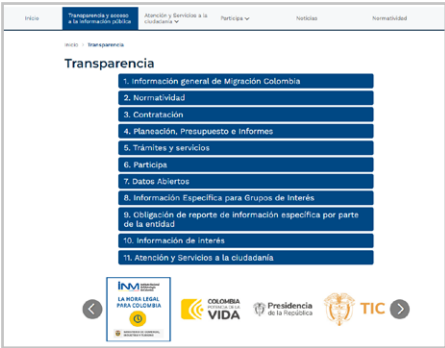 Inicio
Transparencia y acceso
a la información pública
Atención y Servicios a la
ciudadanía
Participa
Noticias
Normatividad
INICIO / Transparencia
Transparencia
1. Información general de Migración Colombia
2. Normatividad
3. Contratación
4. Planeación, Presupuesto e Informes
5. Trámites y servicios
6. Participa
7. Datos Abiertos
8. Información Específica para Grupos de Interés
9. Obligación de reporte de información específica por parte
de la entidad
10. Información de interés
11. Atención y Servicios a la ciudadanía
INM
LA HORA LEGAL
PARA COLOMBIA
COLOMBIA
POTENCIA DE LA
VIDA
Presidencia
de la República
TIC